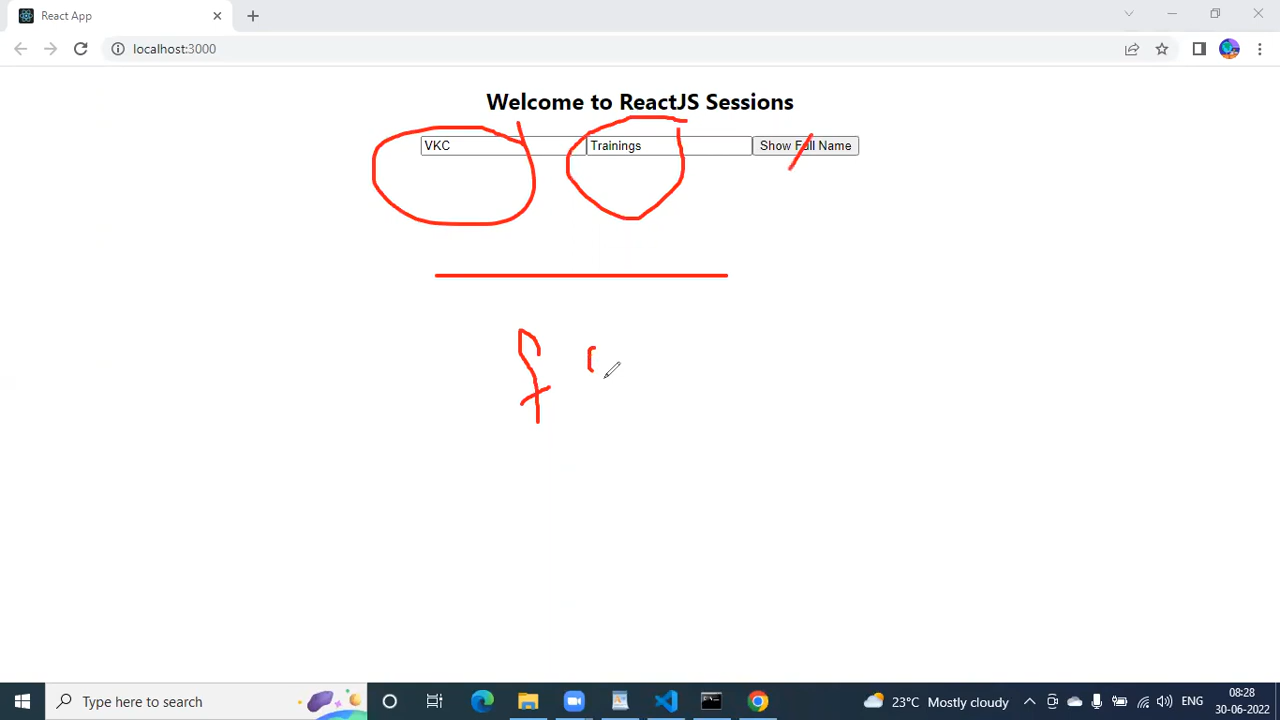 React App
localhost:3000
Welcome to ReactJS Sessions
VKC Trainings Show Full Name
f
Type here to search
23°C Mostly cloudy ENG 08:28
30-06-2022